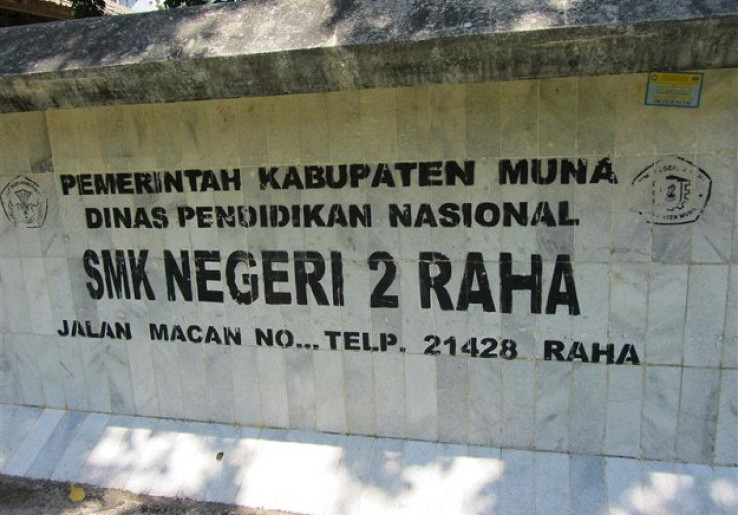 PEMERINTAH KABUPATEN MUNA
DINAS PENDIDIKAN NASIONAL
SMK NEGERI 2 RAHA
JALAN MACAN NO... TELP. 21428 RAHA